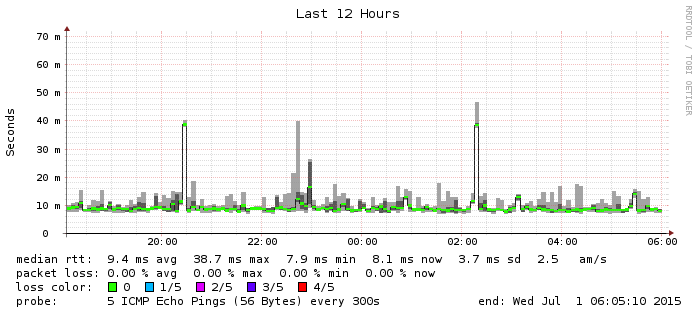 Last 12 Hours
RRDTOOL / TOBI OETIKER
Seconds
70 m
60 m
50 m
40 m
30 m
20 m
10 m
0
20:00 22:00 00:00 02:00 04:00 06:00
median rtt: 9.4 ms avg 38.7 ms max 7.9 ms min 8.1 ms now 3.7 ms sd 2.5 am/s
packet loss: 0.00 % avg 0.00 % max 0.00 % min 0.00 % now
loss color: 0 1/5 2/5 3/5 4/5
probe: 5 ICMP Echo Pings (56 Bytes) every 300s end: Wed Jul 1 06:05:10 2015